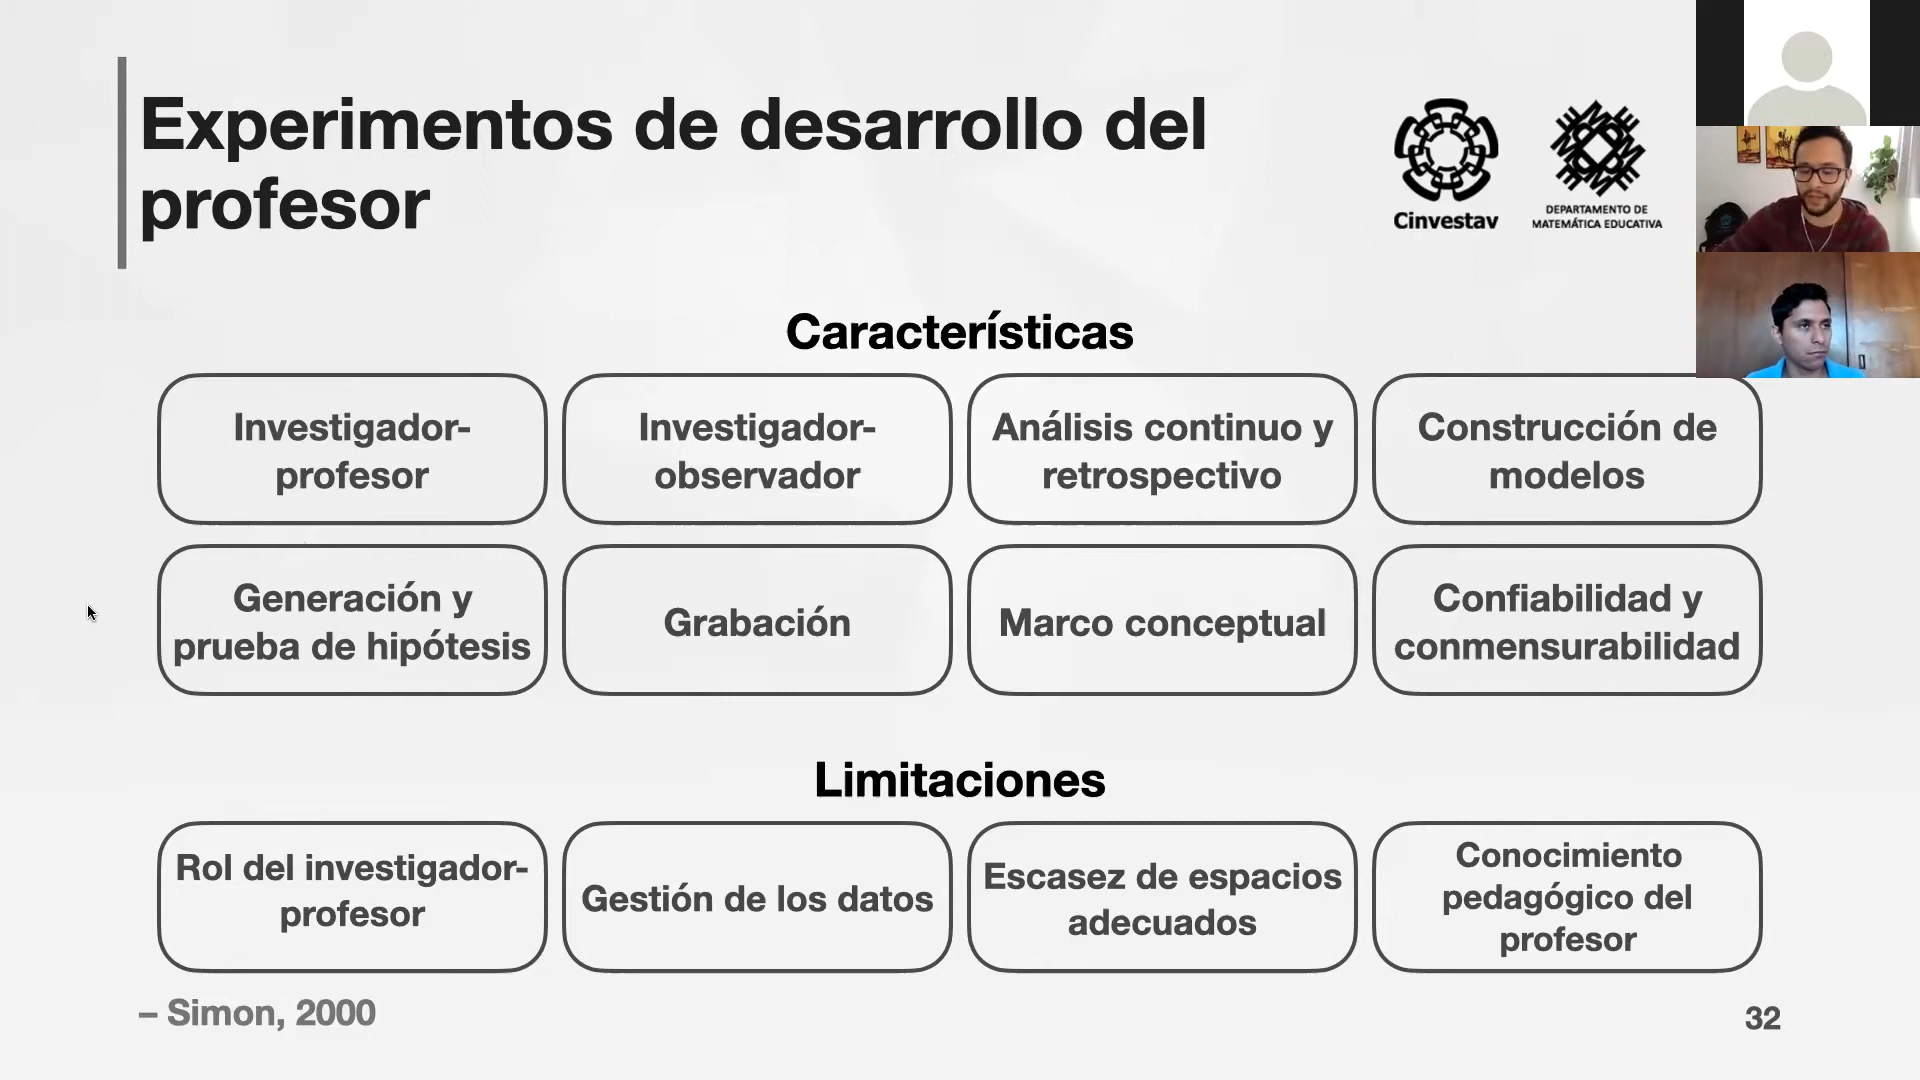 Experimentos de desarrollo del
profesor
Cinvestav
DEPARTAMENTO DE
MATEMÁTICA EDUCATIVA
Características
Investigador-
profesor
Investigador-
observador
Análisis continuo y
retrospectivo
Construcción de
modelos
Generación y
prueba de hipótesis
Grabación
Marco conceptual
Confiabilidad y
conmensurabilidad
Limitaciones
Rol del investigador-
profesor
Gestión de los datos
Escasez de espacios
adecuados
Conocimiento
pedagógico del
profesor
– Simon, 2000
32